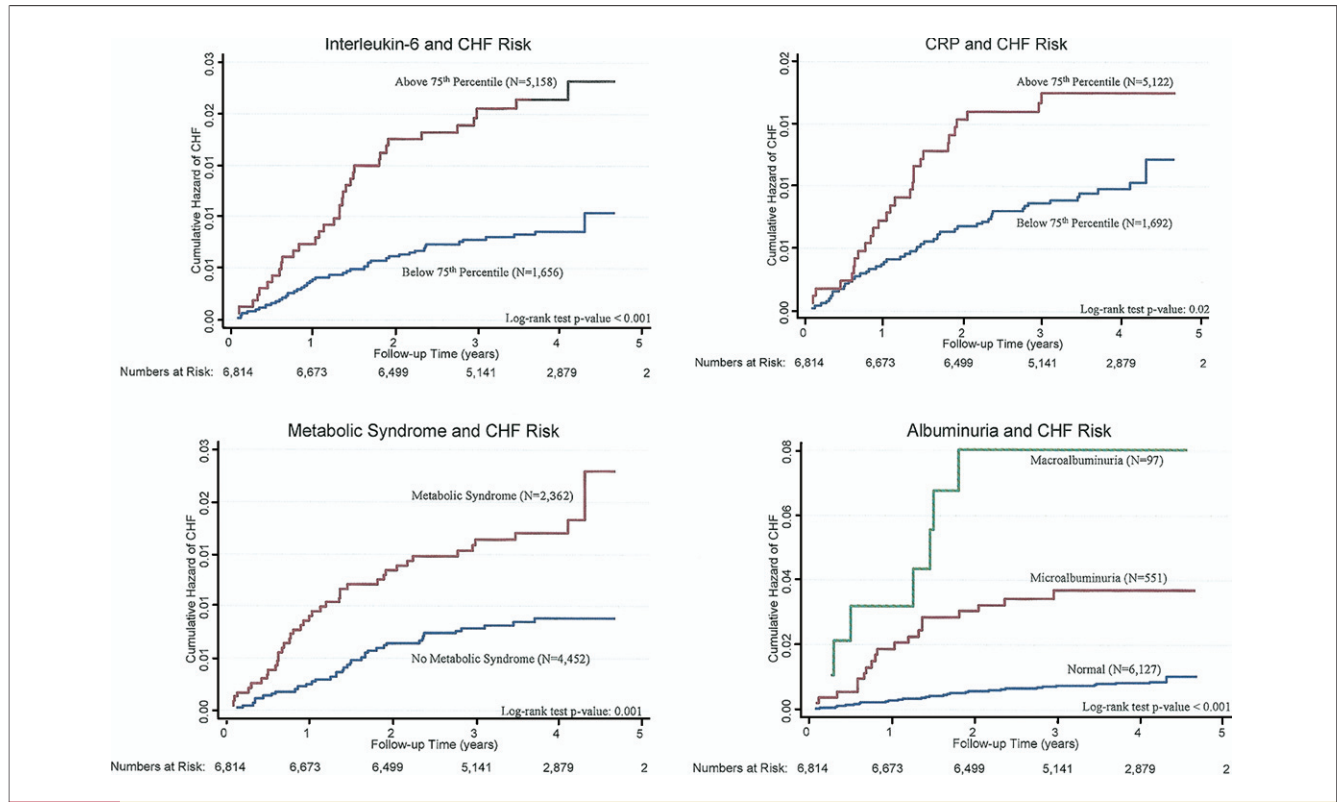 Interleukin-6 and CHF Risk
Cumulative Hazard of CHF
0.03
0.02
0.01
0.01
0.01
0.00
Above 75th Percentile (N=5,158)
Below 75th Percentile (N=1,656)
Log-rank test p-value < 0.001
0 1 2 3 4 5
Follow-up Time (years)
Numbers at Risk: 6,814 6,673 6,499 5,141 2,879 2
CRP and CHF Risk
Cumulative Hazard of CHF
0.02
0.01
0.01
0.01
0.00
Above 75th Percentile (N=5,122)
Below 75th Percentile (N=1,692)
Log-rank test p-value: 0.02
0 1 2 3 4 5
Follow-up Time (years)
Numbers at Risk: 6,814 6,673 6,499 5,141 2,879 2
Metabolic Syndrome and CHF Risk
Cumulative Hazard of CHF
0.03
0.02
0.01
0.01
0.01
0.00
Metabolic Syndrome (N=2,362)
No Metabolic Syndrome (N=4,452)
Log-rank test p-value: 0.001
0 1 2 3 4 5
Follow-up Time (years)
Numbers at Risk: 6,814 6,673 6,499 5,141 2,879 2
Albuminuria and CHF Risk
Cumulative Hazard of CHF
0.08
0.06
0.04
0.02
0.00
Macroalbuminuria (N=97)
Microalbuminuria (N=551)
Normal (N=6,127)
Log-rank test p-value < 0.001
0 1 2 3 4 5
Follow-up Time (years)
Numbers at Risk: 6,814 6,673 6,499 5,141 2,879 2